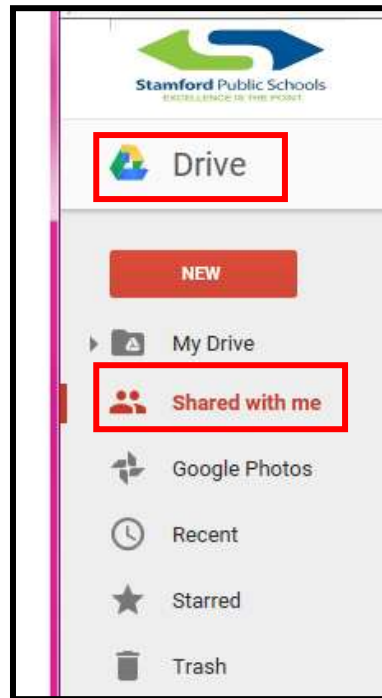 Stamford Public Schools
EXCELLENCE IS THE POINT.
Drive
NEW
My Drive
Shared with me
Google Photos
Recent
Starred
Trash